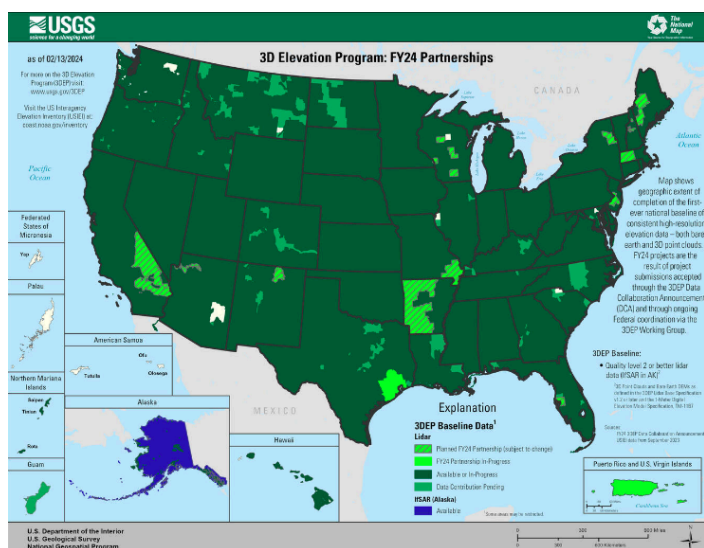 USGS
science for a changing world
The
National
Map
3D Elevation Program: FY24 Partnerships
as of 02/13/2024
For more on the 3D Elevation
Program (3DEP) visit:
www.usgs.gov/3DEP
Visit the US Interagency
Elevation Inventory (USIEI) at:
coast.noaa.gov/inventory
CANADA
Pacific
Ocean
Atlantic
Ocean
MEXICO
Map shows
geographic extent of
completion of the first-
ever national baseline of
consistent high-resolution
elevation data – both bare
earth and 3D point clouds.
FY24 projects are the
result of project
submissions accepted
through the 3DEP Data
Collaboration Announcement
(DCA) and through ongoing
Federal coordination via the
3DEP Working Group.
3DEP Baseline:
• Quality level 2 or better lidar
data (IfSAR in AK)
Federated
States of
Micronesia
Yap
Palau
American Samoa
Ofu
Olosega
Tutuila
Northern Mariana
Islands
Saipan
Tinian
Rota
Guam
Alaska
Hawaii
Explanation
3DEP Baseline Data¹
Lidar
Planned FY24 Partnership (subject to change)
FY24 Partnership In-Progress
Available or In-Progress
Data Contribution Pending
IfSAR (Alaska)
Available
Puerto Rico and U.S. Virgin Islands
U.S. Department of the Interior
U.S. Geological Survey
National Geospatial Program